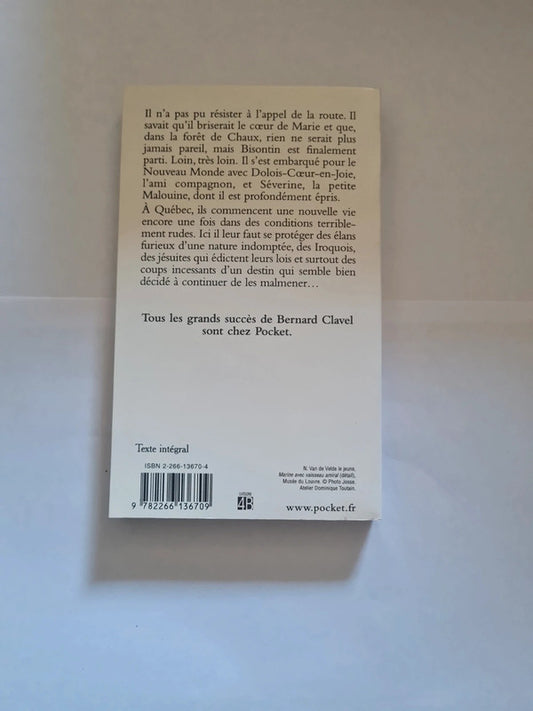 Il n'a pas pu résister à l'appel de la route. Il
savait qu'il briserait le cœur de Marie et que,
dans la forêt de Chaux, rien ne serait plus
jamais pareil, mais Bisontin est finalement
parti. Loin, très loin. Il s'est embarqué pour le
Nouveau Monde avec Dolois-Cœur-en-Joie,
l'ami compagnon, et Séverine, la petite
Malouine, dont il est profondément épris.
À Québec, ils commencent une nouvelle vie
encore une fois dans des conditions terrible-
ment rudes. Ici il leur faut se protéger des élans
furieux d'une nature indomptée, des Iroquois,
des jésuites qui édictent leurs lois et surtout des
coups incessants d'un destin qui semble bien
décidé à continuer de les malmener…
Tous les grands succès de Bernard Clavel
sont chez Pocket.
Texte intégral
ISBN 2-266-13670-4
9 782266 136709
4B
N. Van de Velde le jeune,
Marine avec vaisseau amiral (détail),
Musée du Louvre. © Photo Josse.
Atelier Dominique Toutain.
www.pocket.fr